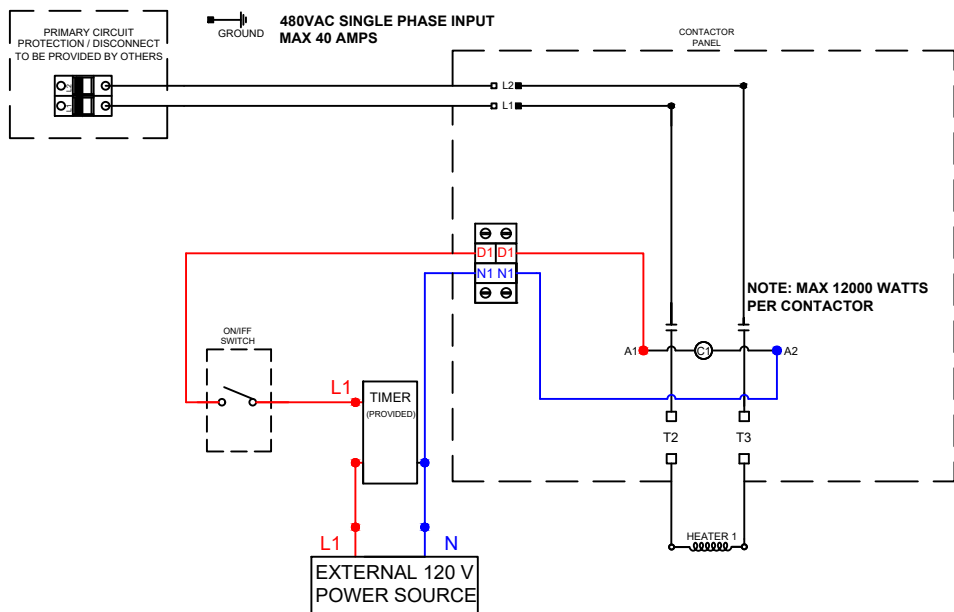 PRIMARY CIRCUIT
PROTECTION / DISCONNECT
TO BE PROVIDED BY OTHERS
L2
L1
GROUND
480VAC SINGLE PHASE INPUT
MAX 40 AMPS
CONTACTOR
PANEL
L2
L1
D1 D1
N1 N1
NOTE: MAX 12000 WATTS
PER CONTACTOR
A1
C1
A2
ON/IFF
SWITCH
L1
TIMER
(PROVIDED)
T2
T3
HEATER 1
L1
N
EXTERNAL 120 V
POWER SOURCE